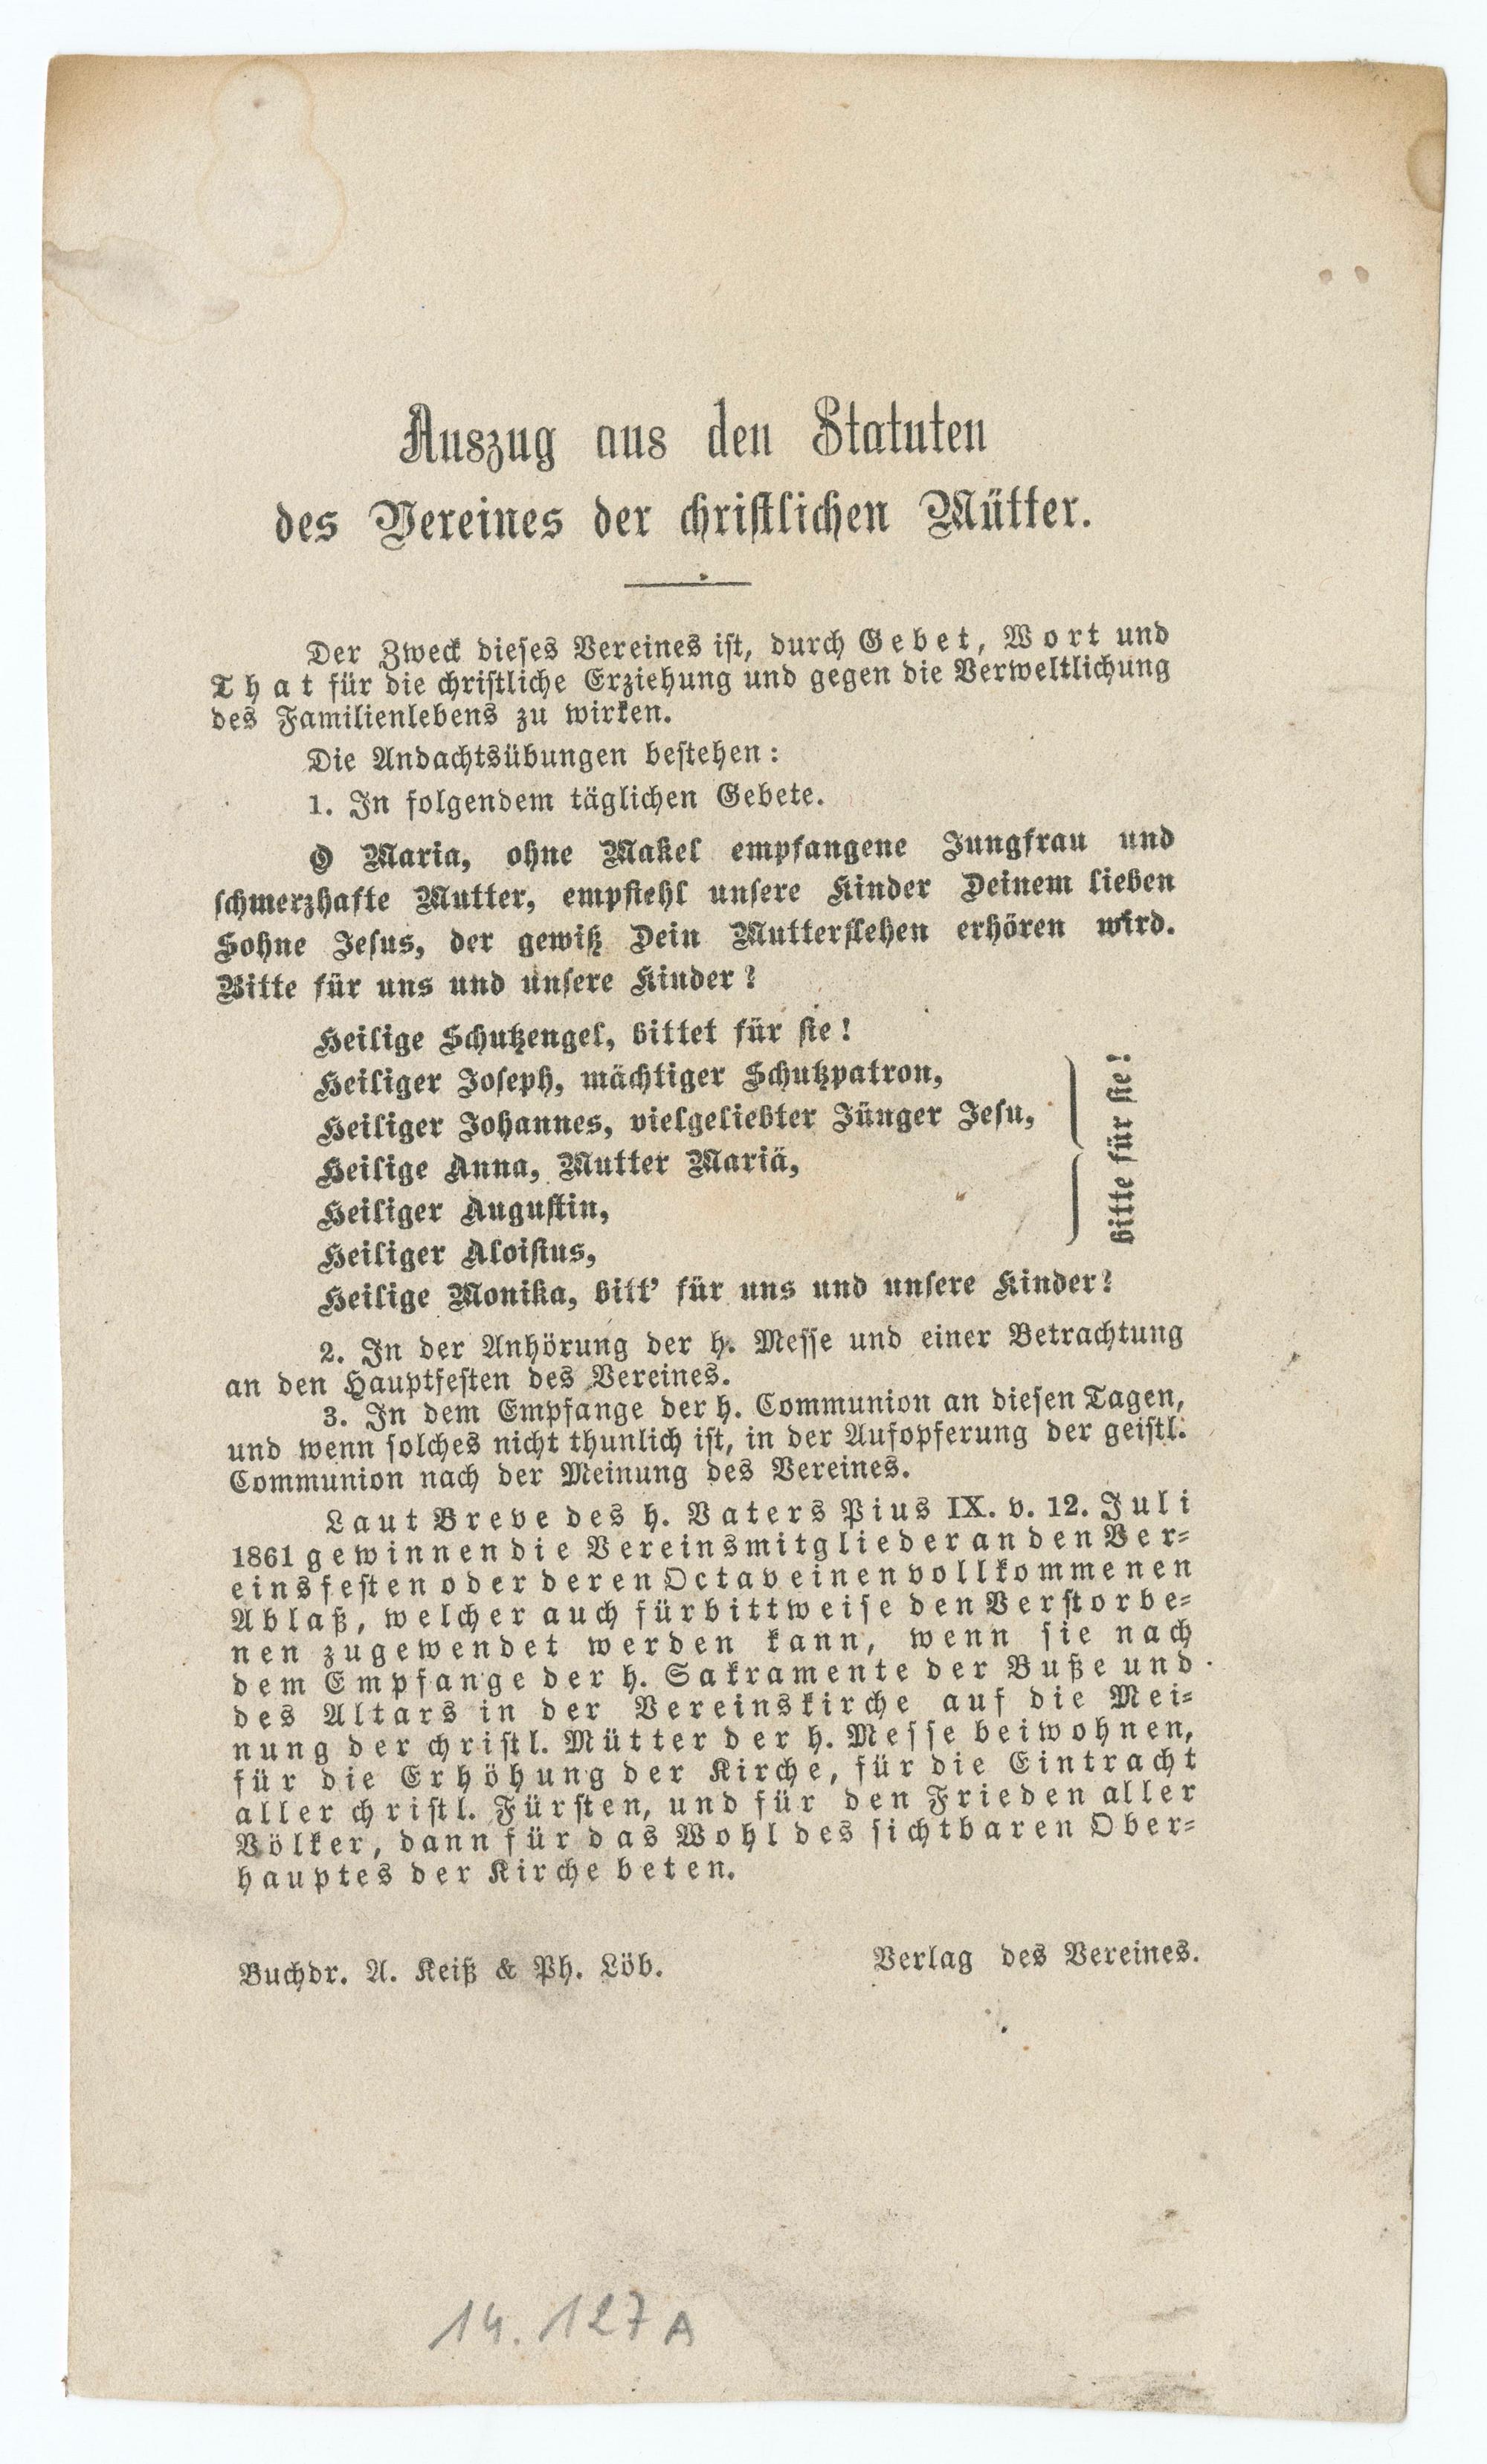 Auszug aus den Statuten
des Vereines der christlichen Mütter.
Der Zweck dieses Vereines ist, durch Gebet, Wort und
That für die christliche Erziehung und gegen die Verweltlichung
des Familienlebens zu wirken.
Die Andachtsübungen bestehen:
1. In folgendem täglichen Gebete.
O Maria, ohne Makel empfangene Jungfrau und
schmerzhafte Mutter, empfiehl unsere Kinder Deinem lieben
Sohne Jesus, der gewiß Dein Mutterflehen erhören wird.
Bitte für uns und unsere Kinder?
Heilige Schutzengel, bittet für sie!
Heiliger Joseph, mächtiger Schutzpatron,
Heiliger Johannes, vielgeliebter Jünger Jesu,
Heilige Anna, Mutter Mariä,
Heiliger Augustin,
Heiliger Aloisius,
bitte für sie!
Heilige Monika, bitt' für uns und unsere Kinder?
2. In der Anhörung der h. Messe und einer Betrachtung
an den Hauptfesten des Vereines.
3. In dem Empfange der h. Communion an diesen Tagen,
und wenn solches nicht thunlich ist, in der Aufopferung der geistl.
Communion nach der Meinung des Vereines.
Laut Breve des h. Vaters Pius IX. v. 12. Juli
1861 gewinnen die Vereinsmitglieder an den Ver-
einsfesten oder deren Octav einen vollkommenen
Ablaß, welcher auch fürbittweise den Verstorbe-
nen zugewendet werden kann, wenn sie nach
dem Empfange der h. Sakramente der Buße und
des Altars in der Vereinskirche auf die Mei-
nung der christl. Mütter der h. Messe beiwohnen,
für die Erhöhung der Kirche, für die Eintracht
aller christl. Fürsten, und für den Frieden aller
Völker, dann für das Wohl des sichtbaren Ober-
hauptes der Kirche beten.
Buchdr. A. Keiß & Ph. Löb.
Verlag des Vereines.
14.127 A